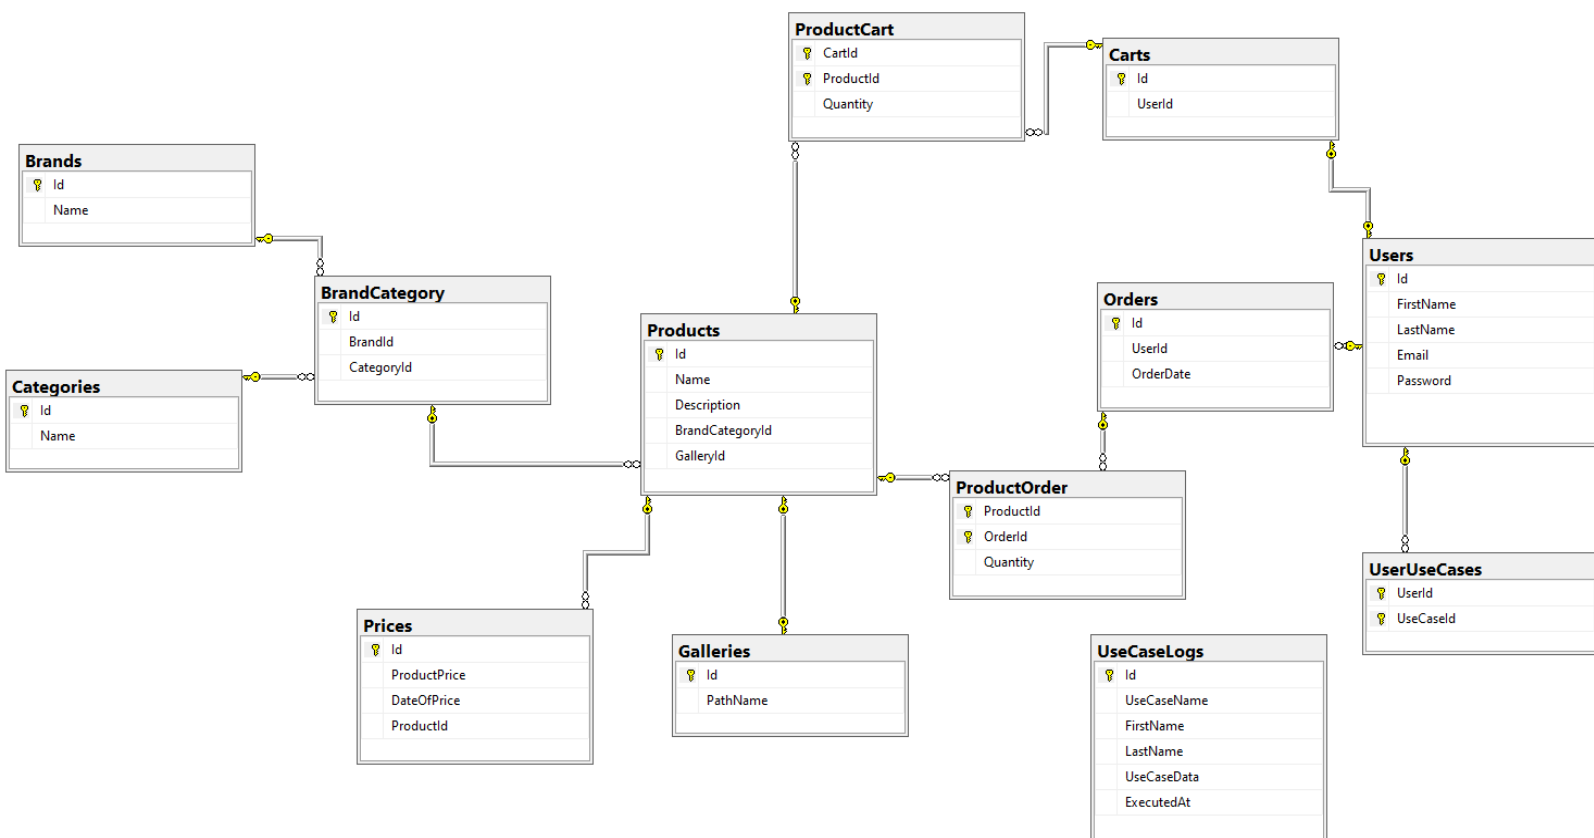 ProductCart
CartId
ProductId
Quantity
Carts
Id
UserId
Brands
Id
Name
Users
Id
FirstName
LastName
Email
Password
BrandCategory
Id
BrandId
CategoryId
Orders
Id
UserId
OrderDate
Products
Id
Name
Description
BrandCategoryId
GalleryId
Categories
Id
Name
ProductOrder
ProductId
OrderId
Quantity
UserUseCases
UserId
UseCaseId
Prices
Id
ProductPrice
DateOfPrice
ProductId
Galleries
Id
PathName
UseCaseLogs
Id
UseCaseName
FirstName
LastName
UseCaseData
ExecutedAt